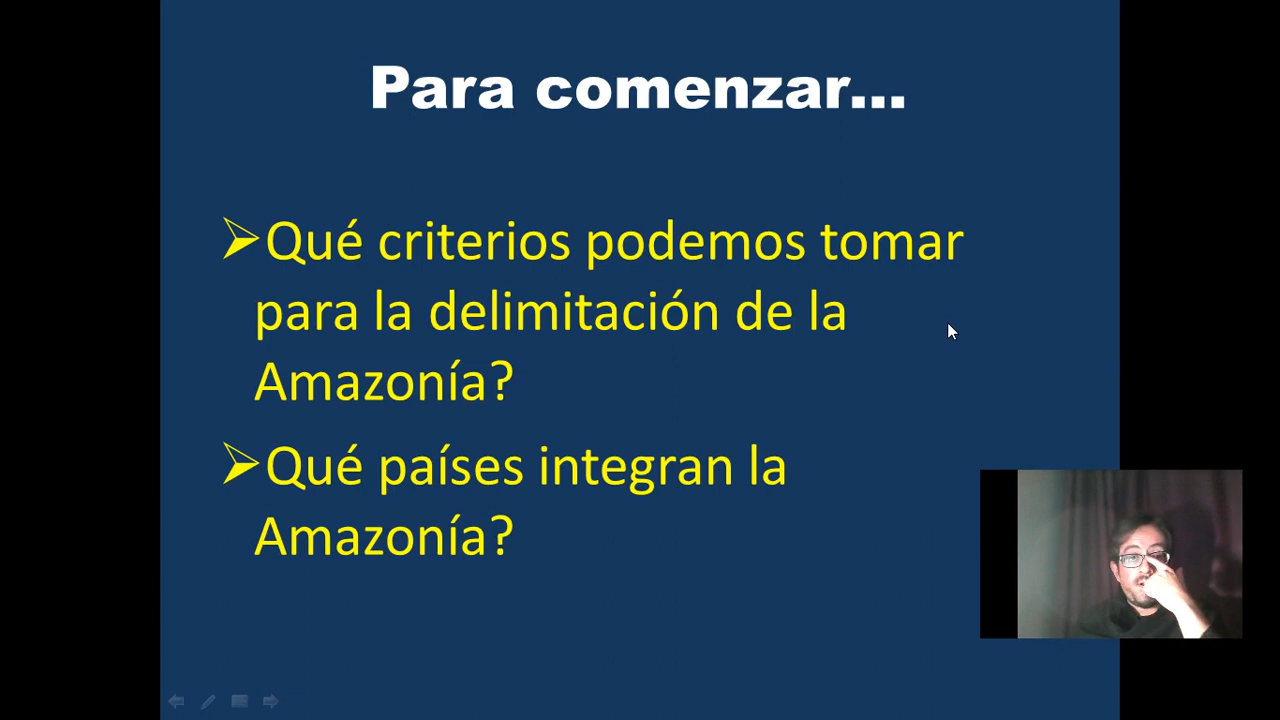 Para comenzar...
Qué criterios podemos tomar
para la delimitación de la
Amazonía?
Qué países integran la
Amazonía?